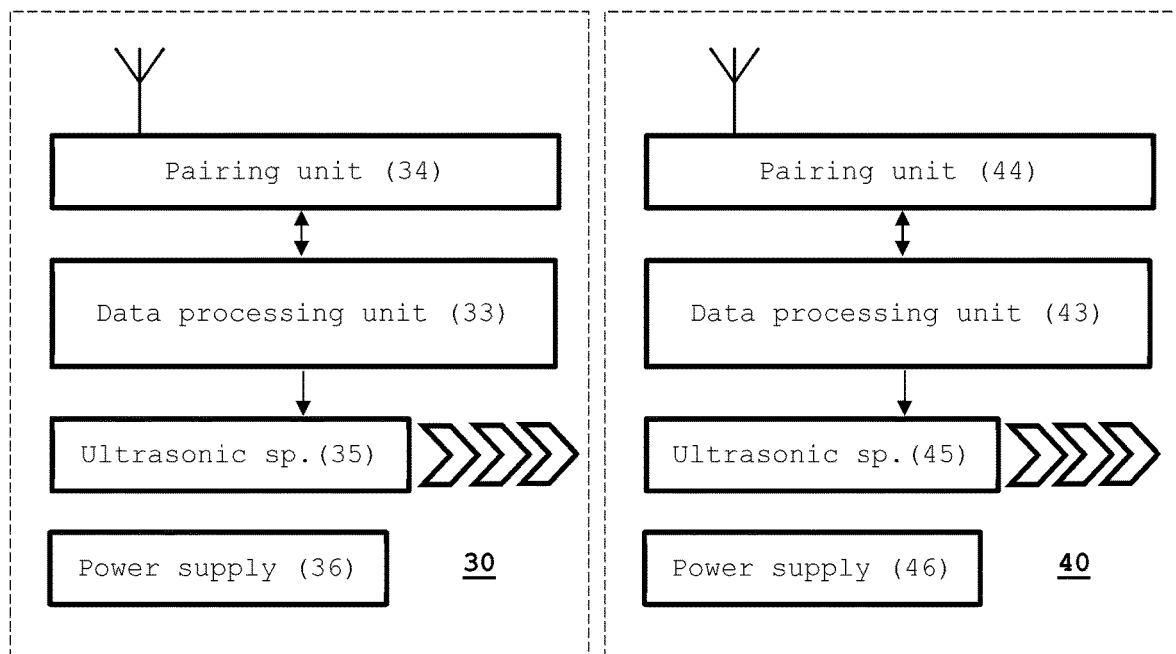 Pairing unit (34)
Data processing unit (33)
Ultrasonic sp.(35)
Power supply (36)
30
Pairing unit (44)
Data processing unit (43)
Ultrasonic sp.(45)
Power supply (46)
40